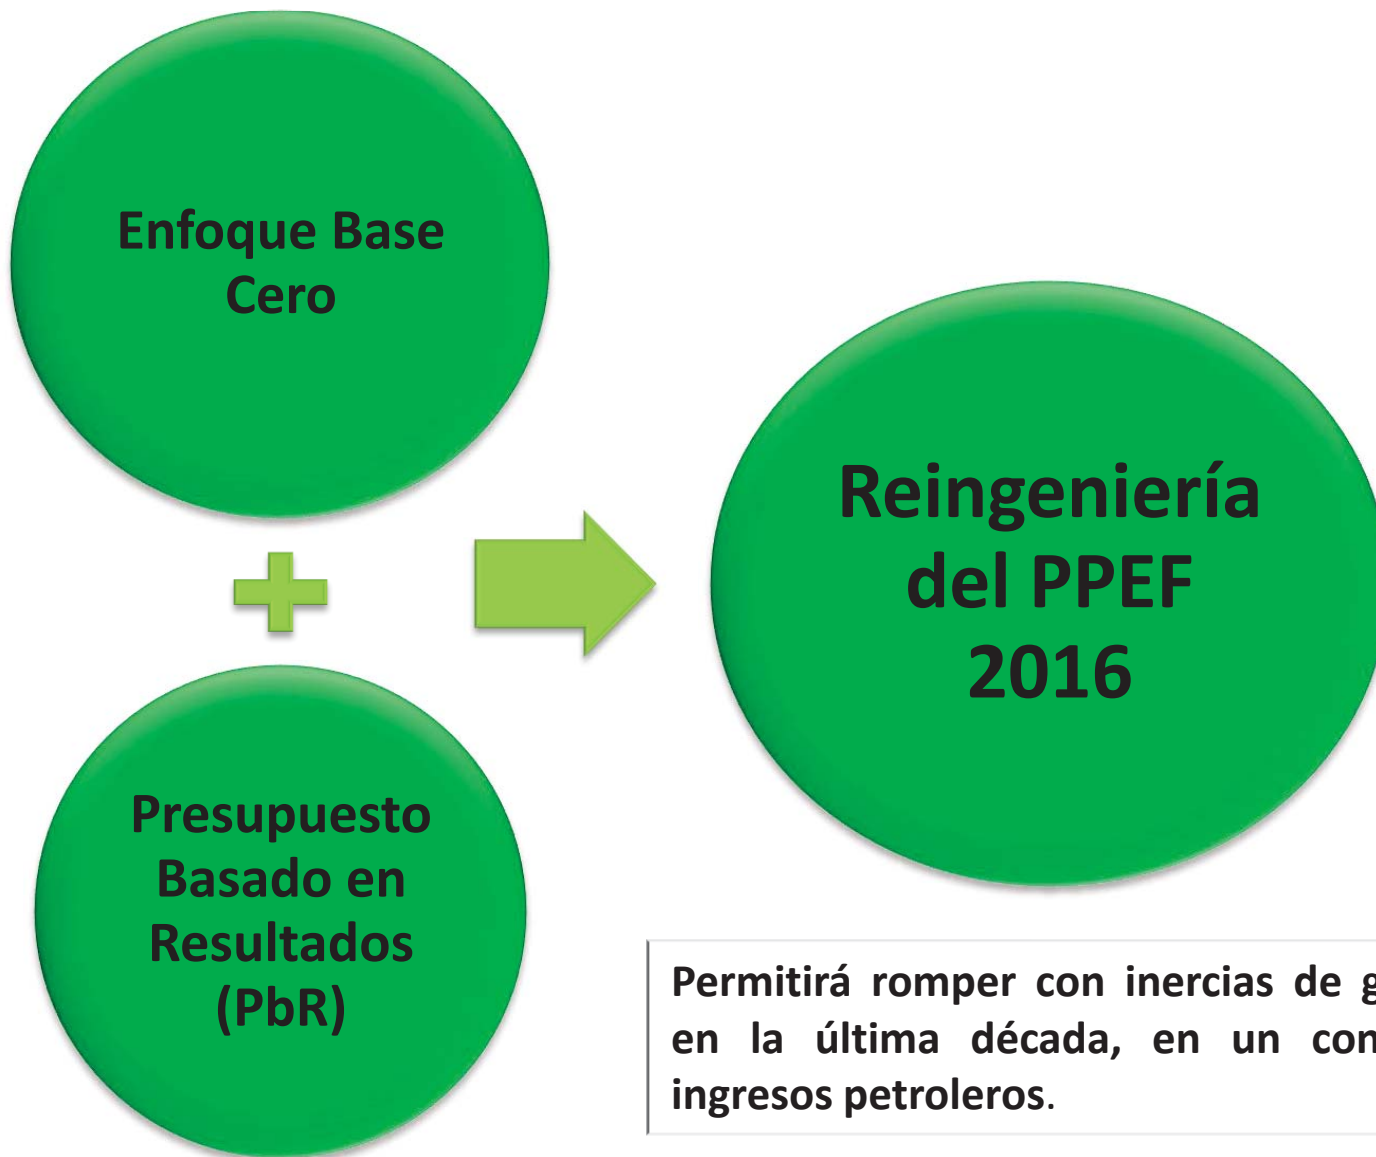 Enfoque Base
Cero
Presupuesto
Basado en
Resultados
(PbR)
Reingeniería
del PPEF
2016
Permitirá romper con inercias de
en la última década, en un
ingresos petroleros.